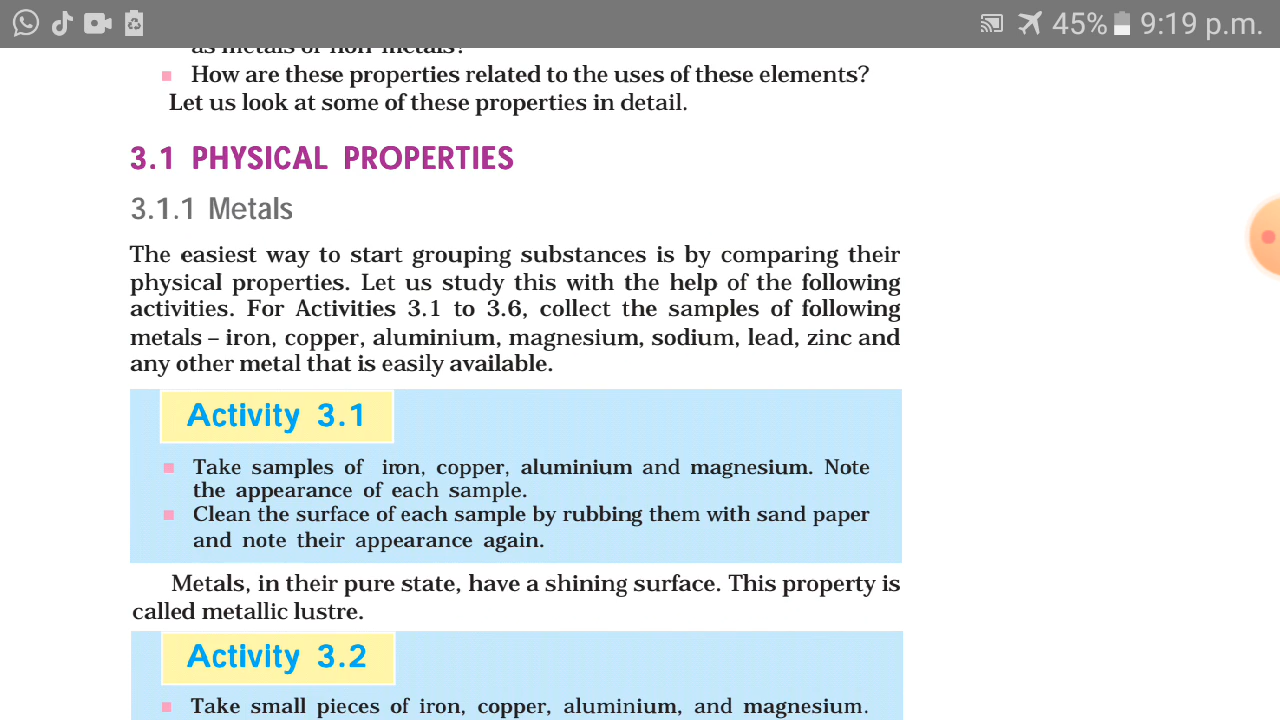 45% 9:19 p.m.
as metals or non-metals?
How are these properties related to the uses of these elements?
Let us look at some of these properties in detail.
3.1 PHYSICAL PROPERTIES
3.1.1 Metals
The easiest way to start grouping substances is by comparing their
physical properties. Let us study this with the help of the following
activities. For Activities 3.1 to 3.6, collect the samples of following
metals – iron, copper, aluminium, magnesium, sodium, lead, zinc and
any other metal that is easily available.
Activity 3.1
Take samples of iron, copper, aluminium and magnesium. Note
the appearance of each sample.
Clean the surface of each sample by rubbing them with sand paper
and note their appearance again.
Metals, in their pure state, have a shining surface. This property is
called metallic lustre.
Activity 3.2
Take small pieces of iron, copper, aluminium, and magnesium.